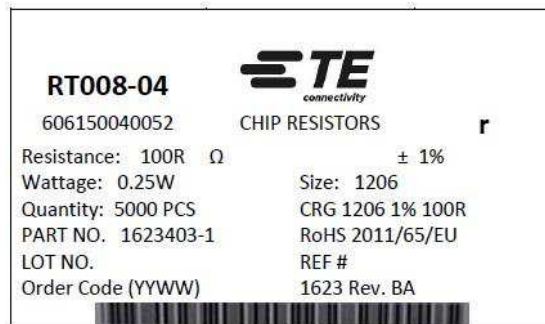 TE
RT008-04
connectivity
606150040052 CHIP RESISTORS r
Resistance: 100R Ω ± 1%
Wattage: 0.25W Size: 1206
Quantity: 5000 PCS CRG 1206 1% 100R
PART NO. 1623403-1 RoHS 2011/65/EU
LOT NO. REF #
Order Code (YYWW) 1623 Rev. BA